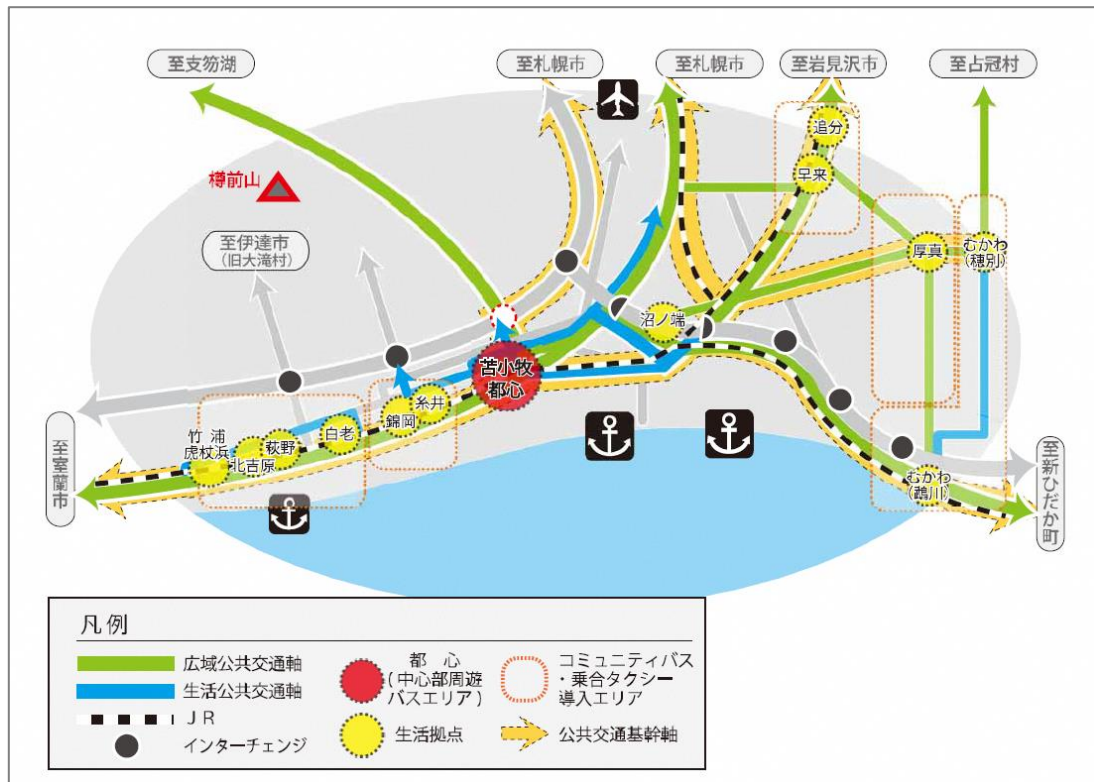 至支笏湖
至札幌市
至札幌市
至岩見沢市
至占冠村
追分
早来
樽前山
至伊達市
(旧大滝村)
厚真
むかわ
(穂別)
沼ノ端
苫小牧
都心
糸井
錦岡
白老
萩野
北吉原
竹浦
虎杖浜
至室蘭市
むかわ
(鵡川)
至新ひだか町
凡例
広域公共交通軸
生活公共交通軸
JR
インターチェンジ
都心
(中心部周遊
バスエリア)
生活拠点
コミュニティバス
・乗合タクシー
導入エリア
公共交通基幹軸